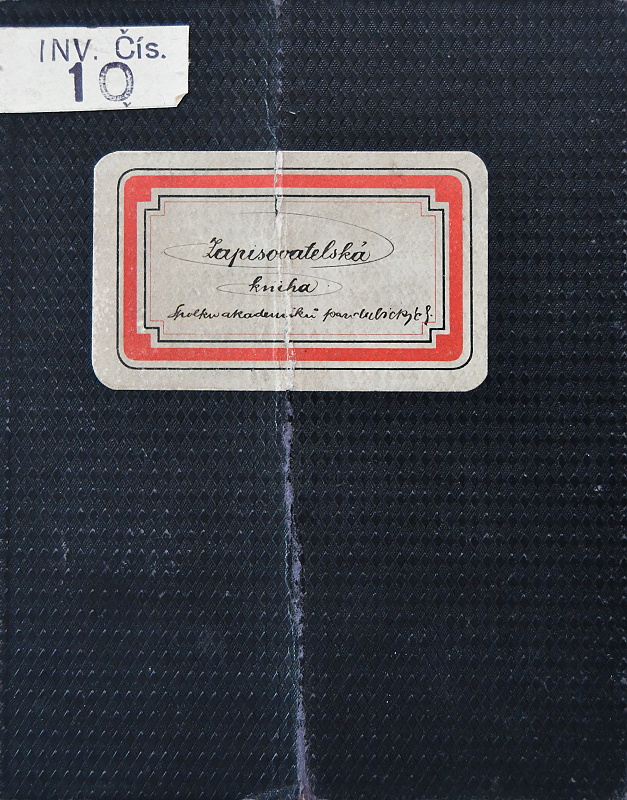 INV. Čís.
10
Zapisovatelská
kniha
Spolku akademiků pardubických